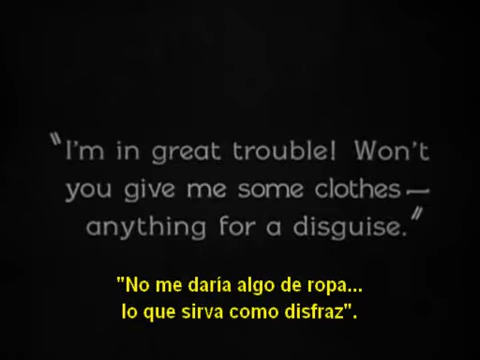 "I'm in great trouble! Won't
you give me some clothes—
anything for a disguise."
"No me daría algo de ropa...
lo que sirva como disfraz".